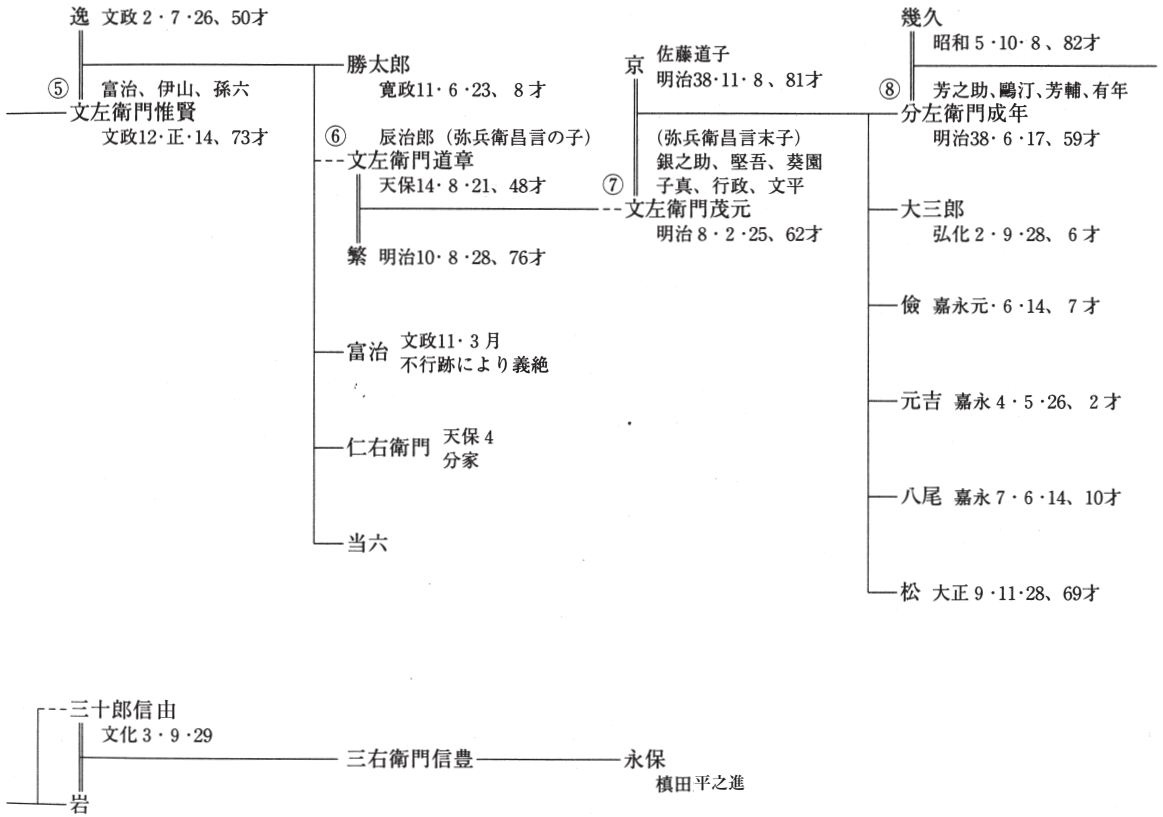 逸 文政2・7・26、50才
⑤ 富治、伊山、孫六
文左衛門惟賢
文政12・正・14、73才
勝太郎
寛政11・6・23、8才
⑥ 辰治郎（弥兵衛昌言の子）
文左衛門道章
天保14・8・21、48才
繁 明治10・8・28、76才
富治 文政11・3月
不行跡により義絶
仁右衛門 天保4
分家
当六
京 佐藤道子
明治38・11・8、81才
(弥兵衛昌言末子)
銀之助、堅吾、葵園
⑦ 子真、行政、文平
文左衛門茂元
明治8・2・25、62才
幾久
昭和5・10・8、82才
⑧ 芳之助、鷗汀、芳輔、有年
分左衛門成年
明治38・6・17、59才
大三郎
弘化2・9・28、6才
儉 嘉永元・6・14、7才
元吉 嘉永4・5・26、2才
八尾 嘉永7・6・14、10才
松 大正9・11・28、69才
三十郎信由
文化3・9・29
岩
三右衛門信豊
永保
槙田平之進